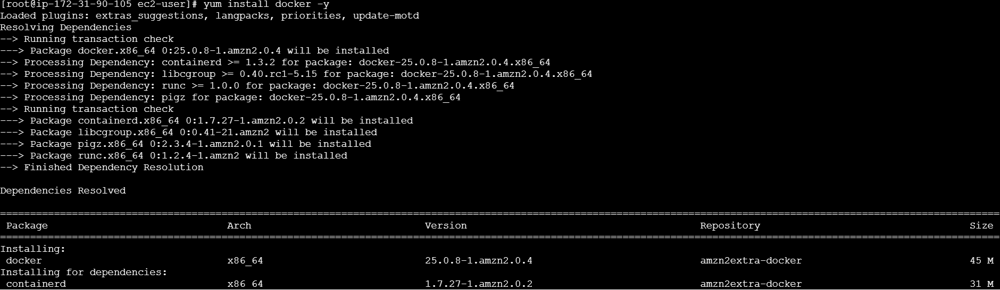 [root@ip-172-31-90-105 ec2-user]# yum install docker -y
Loaded plugins: extras_suggestions, langpacks, priorities, update-motd
Resolving Dependencies
--> Running transaction check
---> Package docker.x86_64 0:25.0.8-1.amzn2.0.4 will be installed
--> Processing Dependency: containerd >= 1.3.2 for package: docker-25.0.8-1.amzn2.0.4.x86_64
--> Processing Dependency: libcgroup >= 0.40.rc1-5.15 for package: docker-25.0.8-1.amzn2.0.4.x86_64
--> Processing Dependency: runc >= 1.0.0 for package: docker-25.0.8-1.amzn2.0.4.x86_64
--> Processing Dependency: pigz for package: docker-25.0.8-1.amzn2.0.4.x86_64
--> Running transaction check
---> Package containerd.x86_64 0:1.7.27-1.amzn2.0.2 will be installed
---> Package libcgroup.x86_64 0:0.41-21.amzn2 will be installed
---> Package pigz.x86_64 0:2.3.4-1.amzn2.0.1 will be installed
---> Package runc.x86_64 0:1.2.4-1.amzn2 will be installed
--> Finished Dependency Resolution
Dependencies Resolved
Package Arch Version Repository Size
Installing:
docker x86_64 25.0.8-1.amzn2.0.4 amzn2extra-docker 45 M
Installing for dependencies:
containerd x86_64 1.7.27-1.amzn2.0.2 amzn2extra-docker 31 M